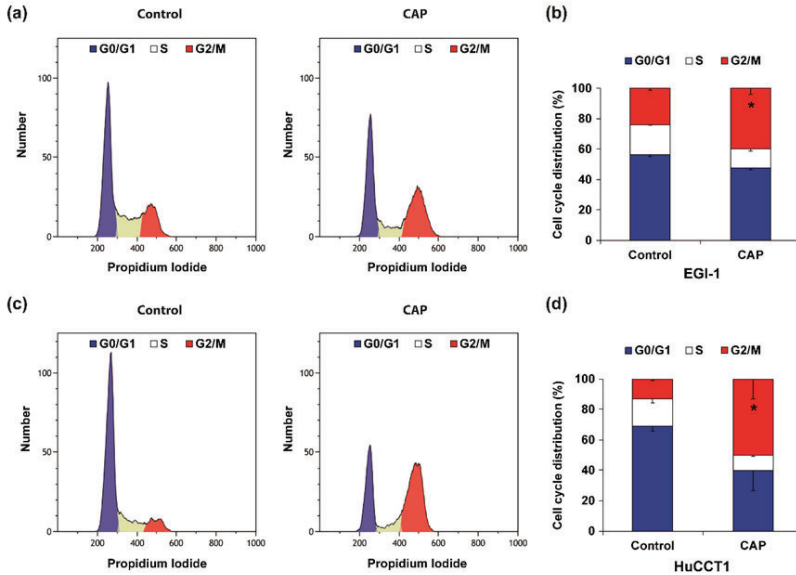 (a)
Control
G0/G1 S G2/M
Number
100
50
0
200 400 600 800 1000
Propidium Iodide
CAP
G0/G1 S G2/M
Number
100
50
0
200 400 600 800 1000
Propidium Iodide
(b)
G0/G1 S G2/M
Cell cycle distribution (%)
100
80
60
40
20
0
*
Control CAP
EGI-1
(c)
Control
G0/G1 S G2/M
Number
100
50
0
200 400 600 800 1000
Propidium Iodide
CAP
G0/G1 S G2/M
Number
100
50
0
200 400 600 800 1000
Propidium Iodide
(d)
G0/G1 S G2/M
Cell cycle distribution (%)
100
80
60
40
20
0
*
Control CAP
HuCCT1